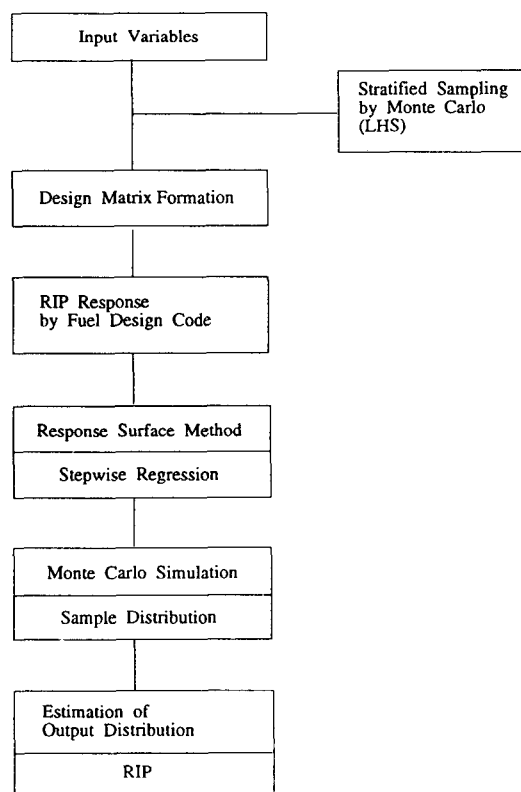 Input Variables
Stratified Sampling
by Monte Carlo
(LHS)
Design Matrix Formation
RIP Response
by Fuel Design Code
Response Surface Method
Stepwise Regression
Monte Carlo Simulation
Sample Distribution
Estimation of
Output Distribution
RIP